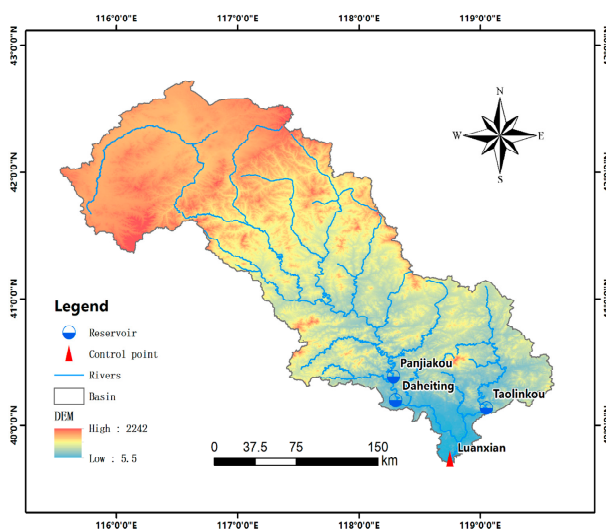 116°0'0"E 117°0'0"E 118°0'0"E 119°0'0"E
43°0'0"N
42°0'0"N
41°0'0"N
40°0'0"N
N
W E
S
Legend
Reservoir
Control point
Rivers
Basin
DEM
High : 2242
Low : 5.5
Panjiakou
Daheiting
Taolinkou
Luanxian
0 37.5 75 150
km
116°0'0"E 117°0'0"E 118°0'0"E 119°0'0"E